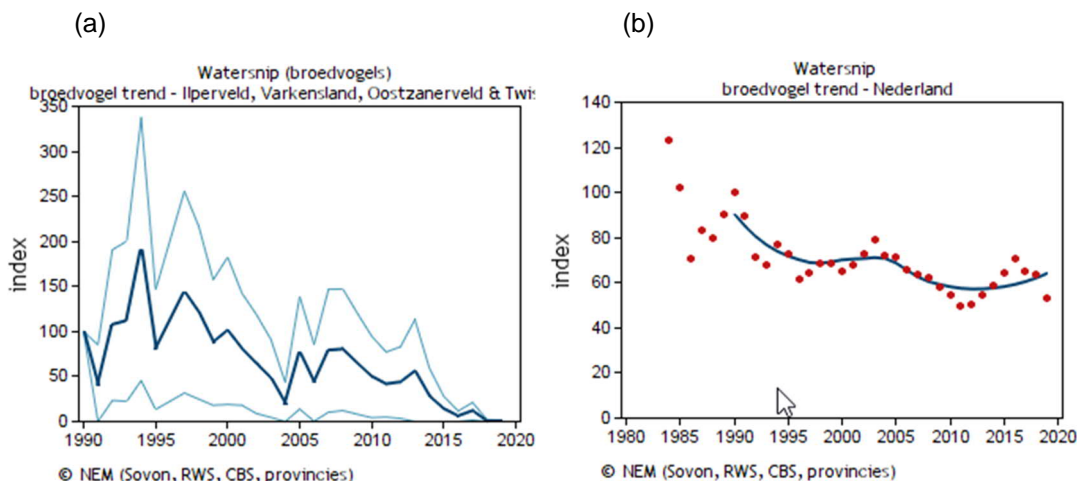 (a)
(b)
Watersnip (broedvogels)
broedvogel trend - Ilperveld, Varkensland, Oostzanerveld & Twis
350
300
250
200
150
100
50
0
index
1990 1995 2000 2005 2010 2015 2020
© NEM (Sovon, RWS, CBS, provincies)
Watersnip
broedvogel trend - Nederland
140
120
100
80
60
40
20
0
index
1980 1985 1990 1995 2000 2005 2010 2015 2020
© NEM (Sovon, RWS, CBS, provincies)